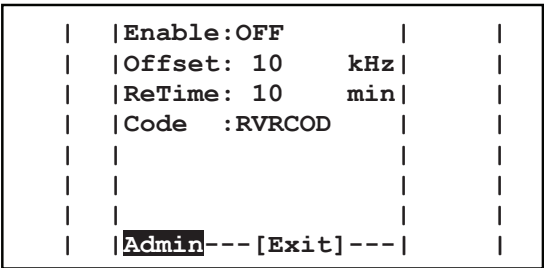 |  |Enable:OFF        |    |
|  |Offset: 10     kHz|    |
|  |ReTime: 10     min|    |
|  |Code  :RVRCOD     |    |
|  |                  |    |
|  |                  |    |
|  |                  |    |
|  |Admin---[Exit]---|    |